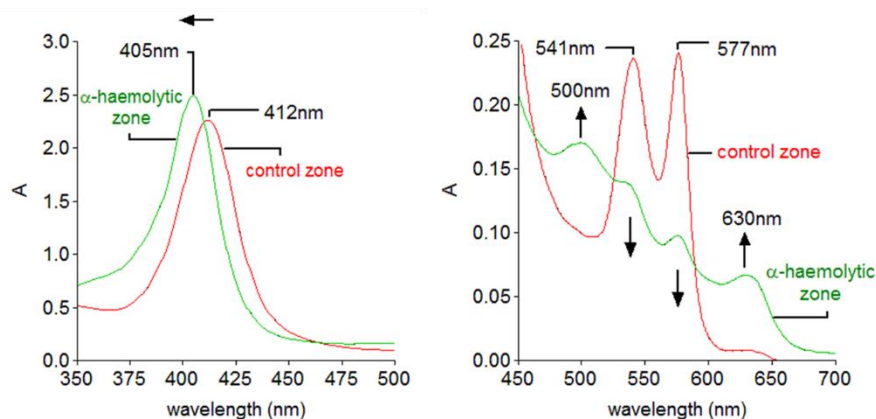 3.0
2.5
2.0
1.5
1.0
0.5
0.0
A
350 375 400 425 450 475 500
wavelength (nm)
405nm
α-haemolytic
zone
412nm
control zone
0.25
0.20
0.15
0.10
0.05
0.00
A
450 500 550 600 650 700
wavelength (nm)
541nm
577nm
500nm
control zone
630nm
α-haemolytic
zone